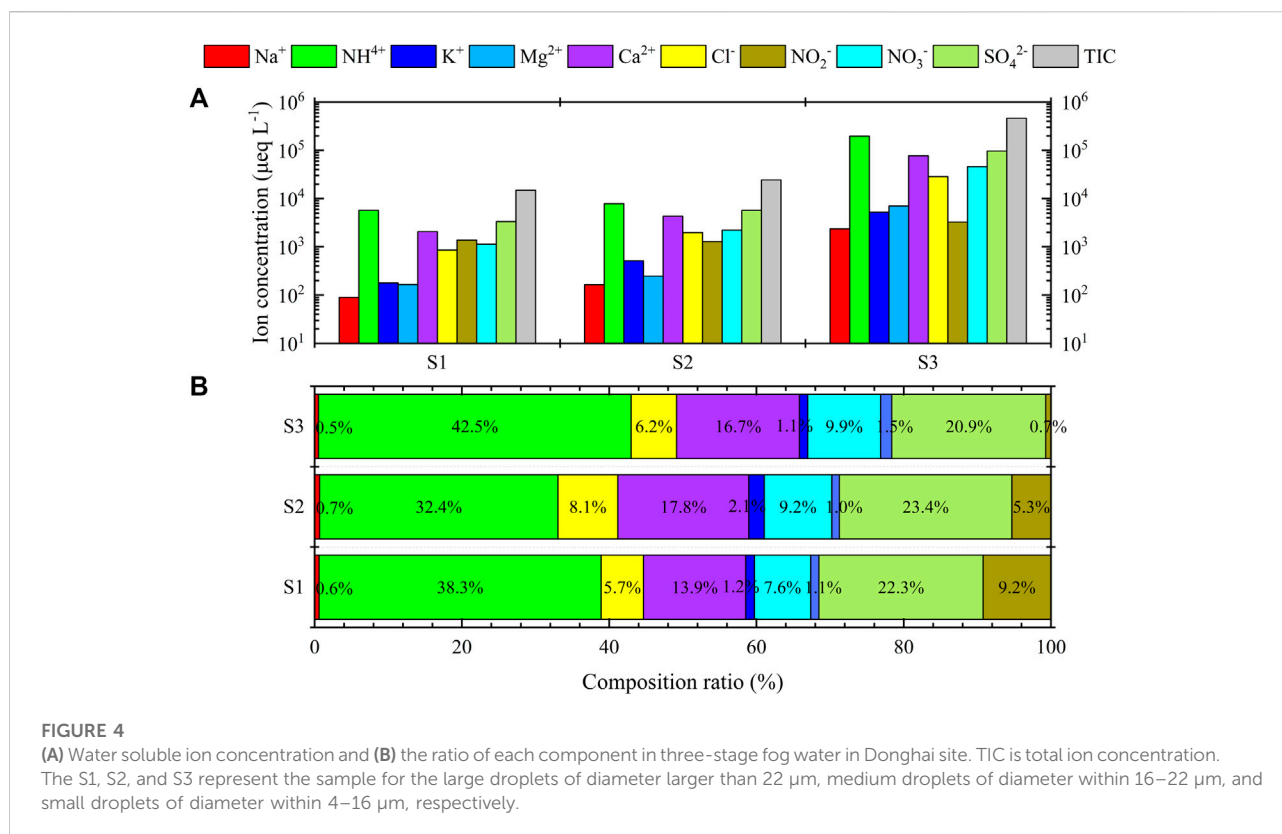 Na⁺ NH⁴⁺ K⁺ Mg²⁺ Ca²⁺ Cl⁻ NO₂⁻ NO₃⁻ SO₄²⁻ TIC
A
Ion concentration (μeq L⁻¹)
10⁶ 10⁶
10⁵ 10⁵
10⁴ 10⁴
10³ 10³
10² 10²
10¹ 10¹
S1 S2 S3
B
S3 0.5% 42.5% 6.2% 16.7% 1.1% 9.9% 1.5% 20.9% 0.7%
S2 0.7% 32.4% 8.1% 17.8% 2.1% 9.2% 1.0% 23.4% 5.3%
S1 0.6% 38.3% 5.7% 13.9% 1.2% 7.6% 1.1% 22.3% 9.2%
0 20 40 60 80 100
Composition ratio (%)
FIGURE 4
(A) Water soluble ion concentration and (B) the ratio of each component in three-stage fog water in Donghai site. TIC is total ion concentration.
The S1, S2, and S3 represent the sample for the large droplets of diameter larger than 22 μm, medium droplets of diameter within 16–22 μm, and
small droplets of diameter within 4–16 μm, respectively.